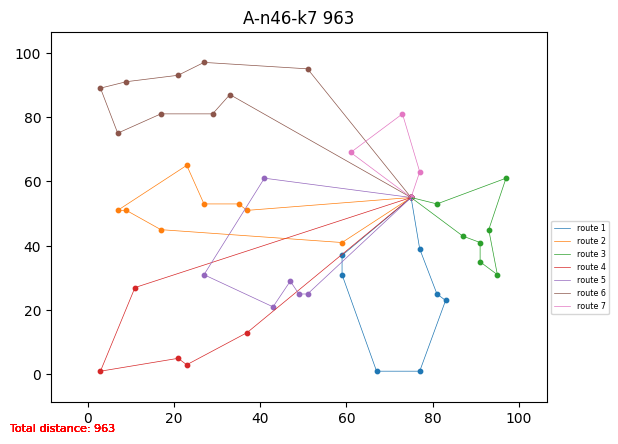 A-n46-k7 963
100
80
60
40
20
0
0 20 40 60 80 100
route 1
route 2
route 3
route 4
route 5
route 6
route 7
Total distance: 963